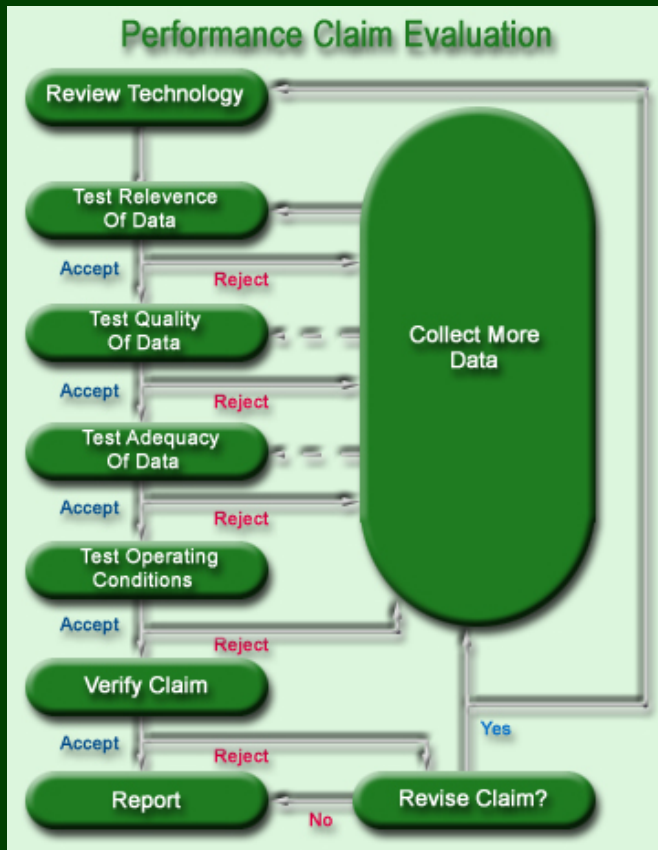 Performance Claim Evaluation
Review Technology
Test Relevence
Of Data
Accept
Reject
Test Quality
Of Data
Collect More
Data
Accept
Reject
Test Adequacy
Of Data
Accept
Reject
Test Operating
Conditions
Accept
Reject
Verify Claim
Accept
Reject
Yes
Report
No
Revise Claim?